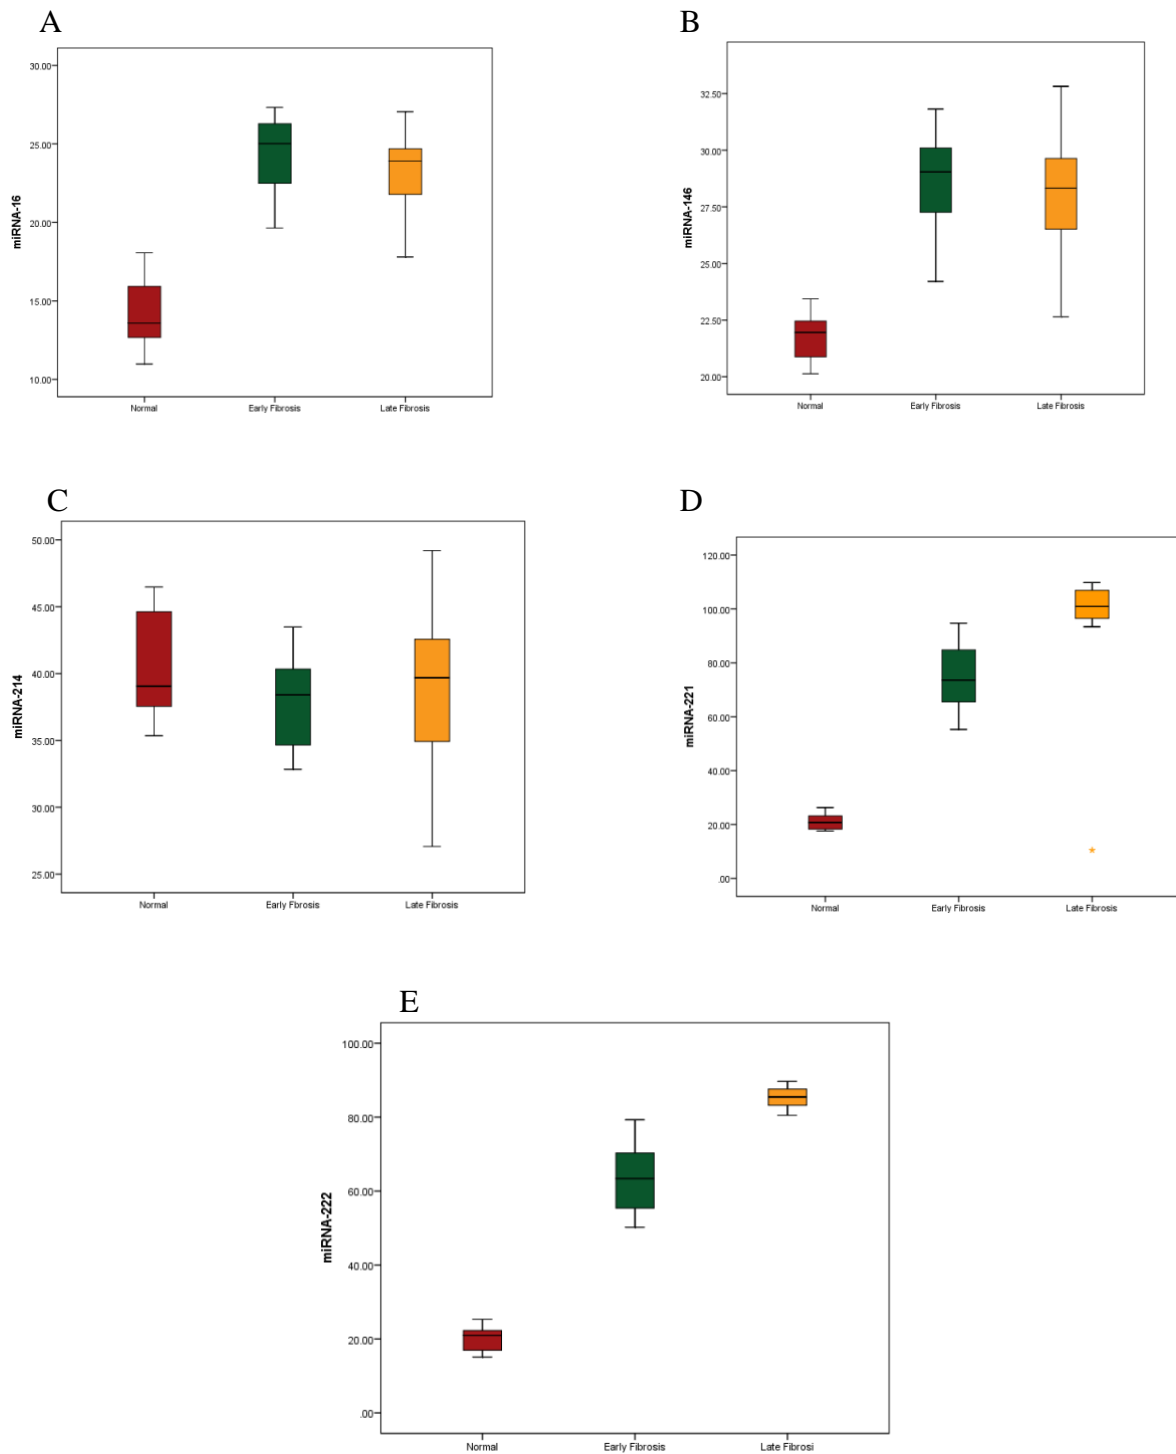 A
miRNA-16
30.00
25.00
20.00
15.00
10.00
Normal Early Fibrosis Late Fibrosis
B
miRNA-146
32.50
30.00
27.50
25.00
22.50
20.00
Normal Early Fibrosis Late Fibrosis
C
miRNA-214
50.00
45.00
40.00
35.00
30.00
25.00
Normal Early Fbrosis Late Fibrosis
D
miRNA-221
120.00
100.00
80.00
60.00
40.00
20.00
.00
Normal Early Fibrosis Late Fibrosis
E
miRNA-222
100.00
80.00
60.00
40.00
20.00
.00
Normal Early Fibrosis Late Fibrosi